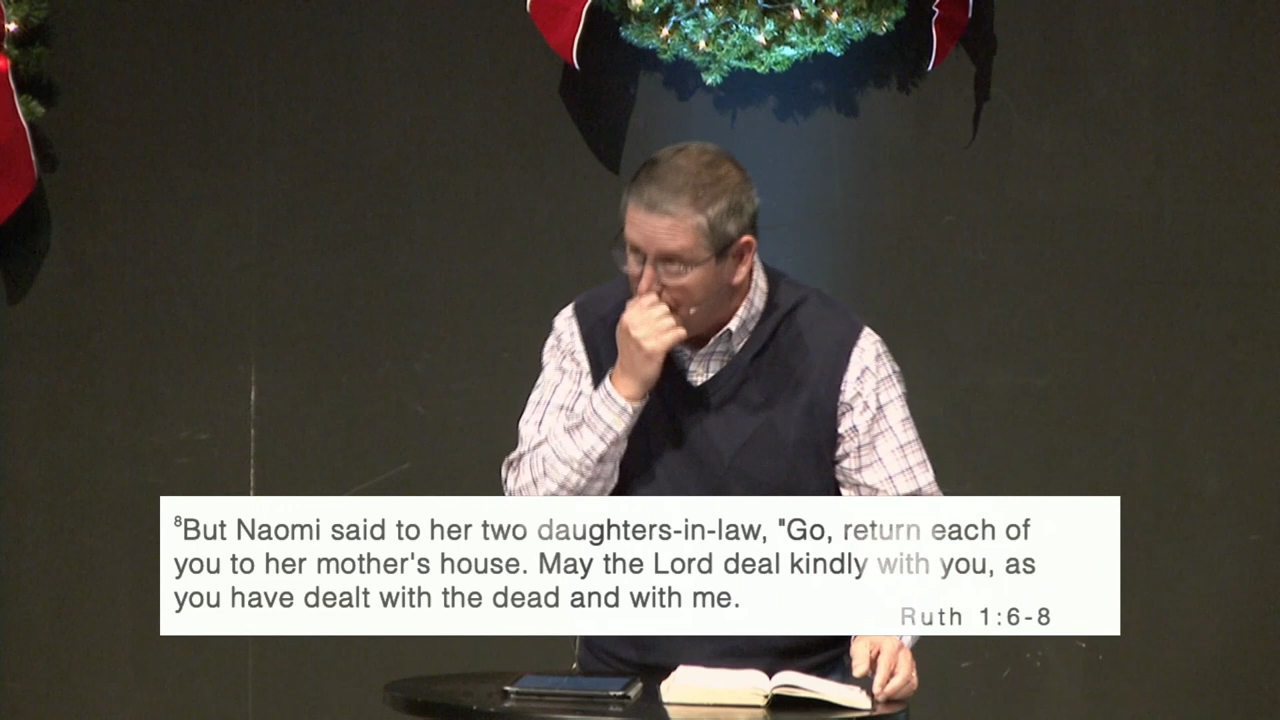 ⁸But Naomi said to her two daughters-in-law, "Go, return each of
you to her mother's house. May the Lord deal kindly with you, as
you have dealt with the dead and with me.
Ruth 1:6-8